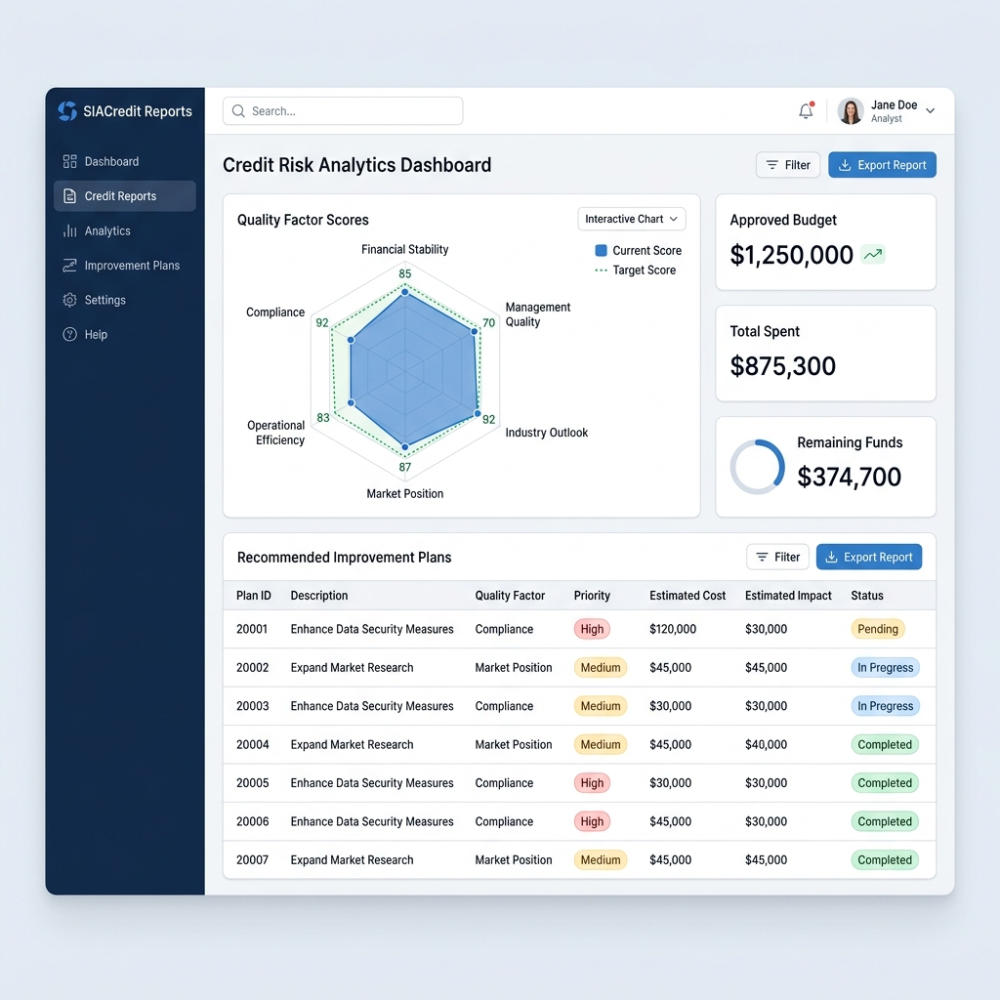 SIACredit Reports
Search...
Jane Doe
Analyst
Dashboard
Credit Reports
Analytics
Improvement Plans
Settings
Help
Credit Risk Analytics Dashboard
Filter
Export Report
Quality Factor Scores
Interactive Chart
Current Score
Target Score
Financial Stability
85
Compliance
92
Management
Quality
70
Operational
Efficiency
83
Industry Outlook
92
87
Market Position
Approved Budget
$1,250,000
Total Spent
$875,300
Remaining Funds
$374,700
Recommended Improvement Plans
Fiiter
Export Report
Plan ID Description Quality Factor Priority Estimated Cost Estimated Impact Status
20001 Enhance Data Security Measures Compliance High $120,000 $30,000 Pending
20002 Expand Market Research Market Position Medium $45,000 $45,000 In Pregress
20003 Enhance Data Security Measures Compliance Medium $30,000 $30,000 In Pregress
20004 Expand Market Research Market Position Medium $45,000 $40,000 Completed
20005 Enhance Data Security Measures Compliance High $30,000 $30,000 Completed
20006 Enhance Data Security Measures Compliance High $45,000 $30,000 Completed
20007 Expand Market Research Market Position Medium $45,000 $45,000 Completed